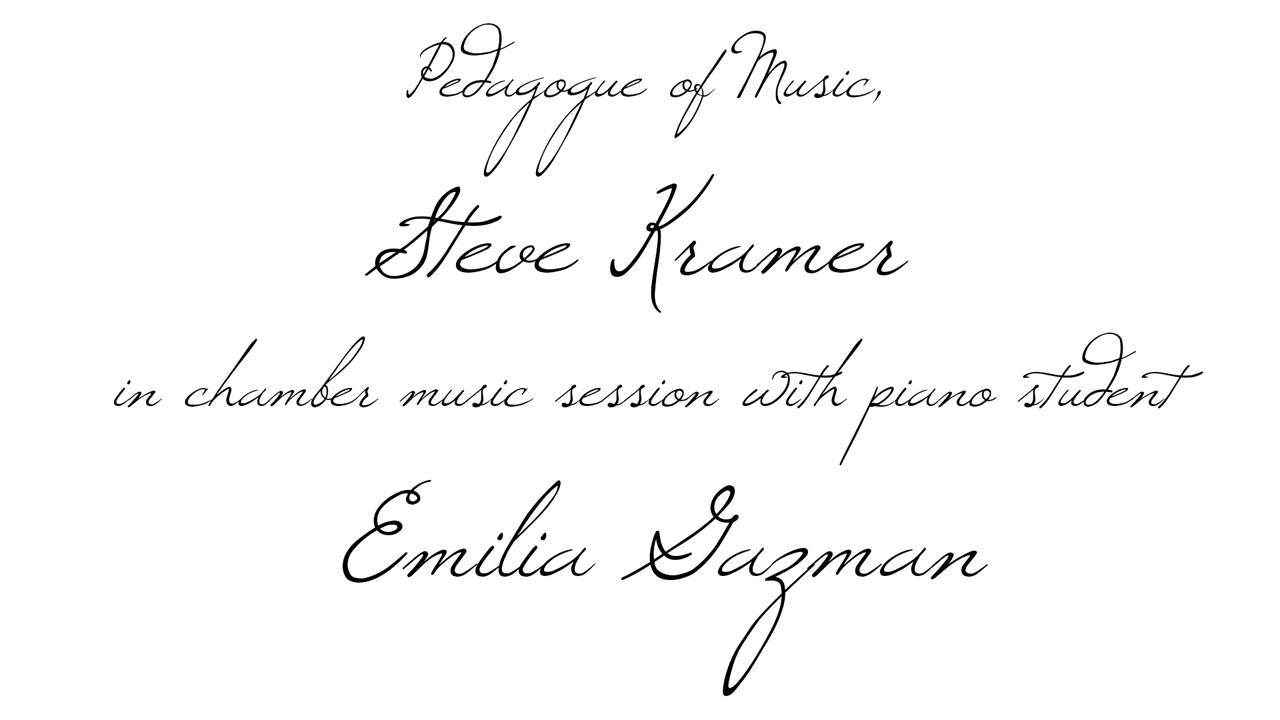 Pedagogue of Music,
Steve Kramer
in chamber music session with piano student
Emilia Gazman